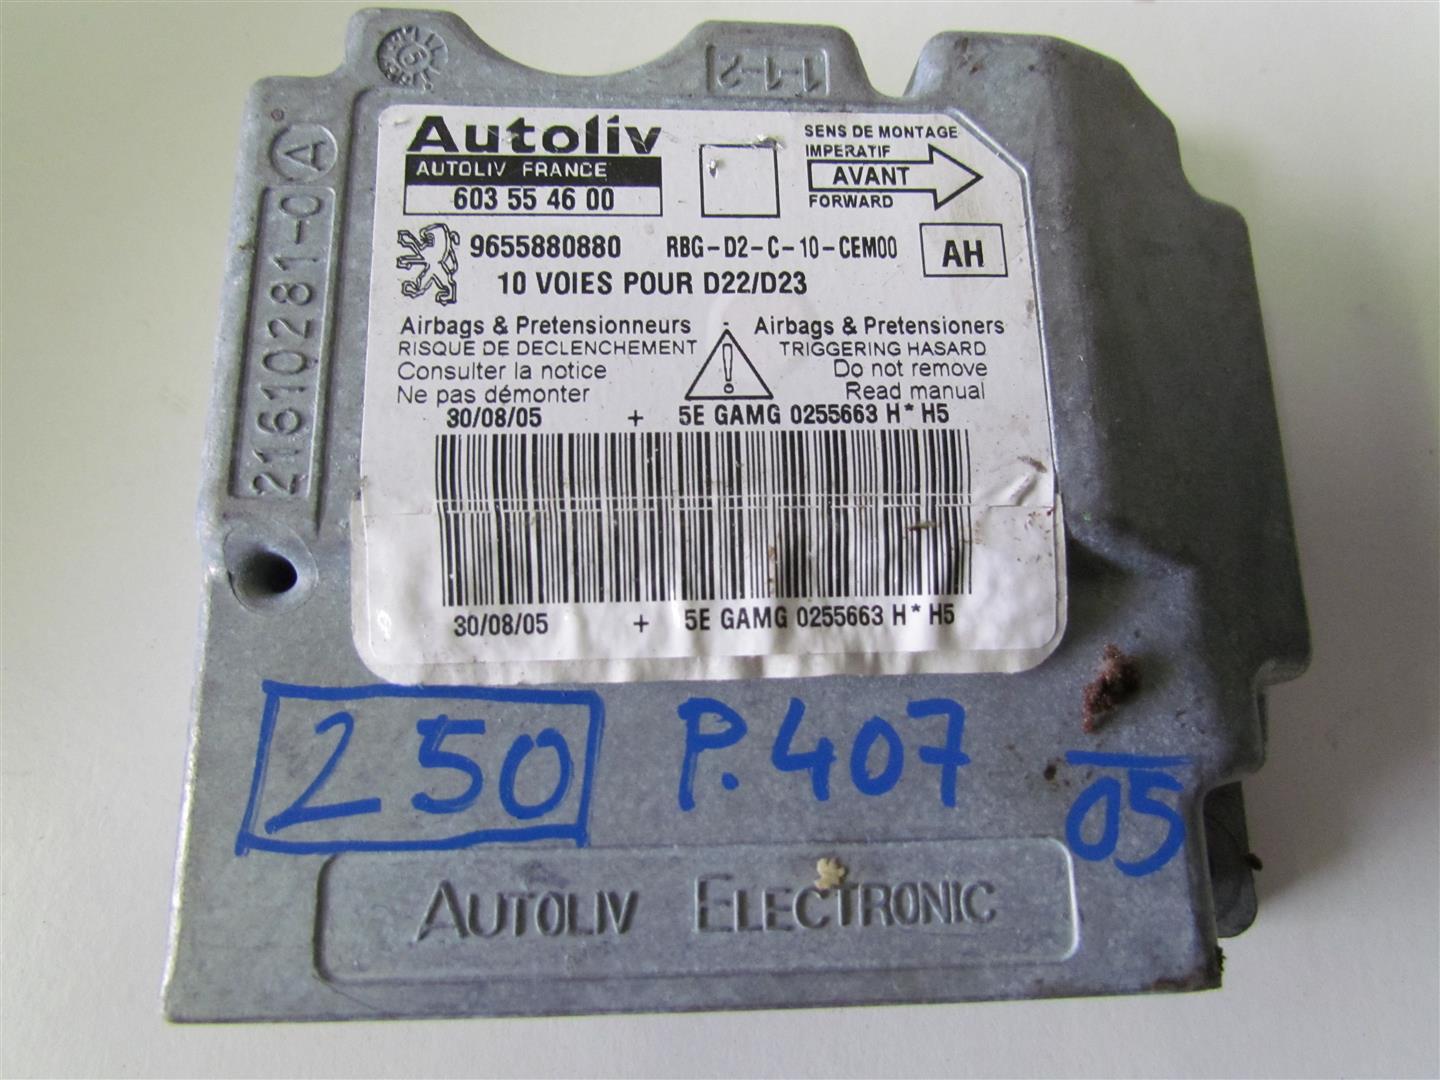 1-1-2
21610281-0 A
Autoliv
AUTOLIV FRANCE
603 55 46 00
SENS DE MONTAGE
IMPERATIF
AVANT
FORWARD
9655880880 RBG-D2-C-10-CEM00 AH
10 VOIES POUR D22/D23
Airbags & Pretensionneurs
RISQUE DE DECLENCHEMENT
Consulter la notice
Ne pas démonter
Airbags & Pretensioners
TRIGGERING HASARD
Do not remove
Read manual
30/08/05 + 5E GAMG 0255663 H* H5
30/08/05 + 5E GAMG 0255663 H* H5
250 P.407 05
AUTOLIV ELECTRONIC